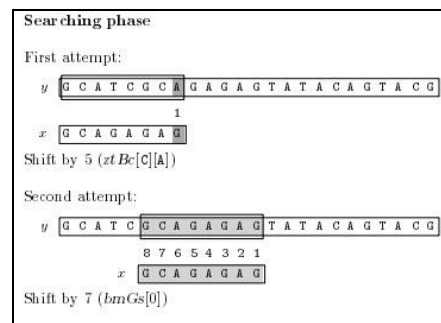 Searching phase
First attempt:
y G C A T C G C A G A G A G T A T A C A G T A C G
1
x G C A G A G A G
Shift by 5 (ztBc[C][A])
Second attempt:
y G C A T C G C A G A G A G T A T A C A G T A C G
8 7 6 5 4 3 2 1
x G C A G A G A G
Shift by 7 (bmGs[0])